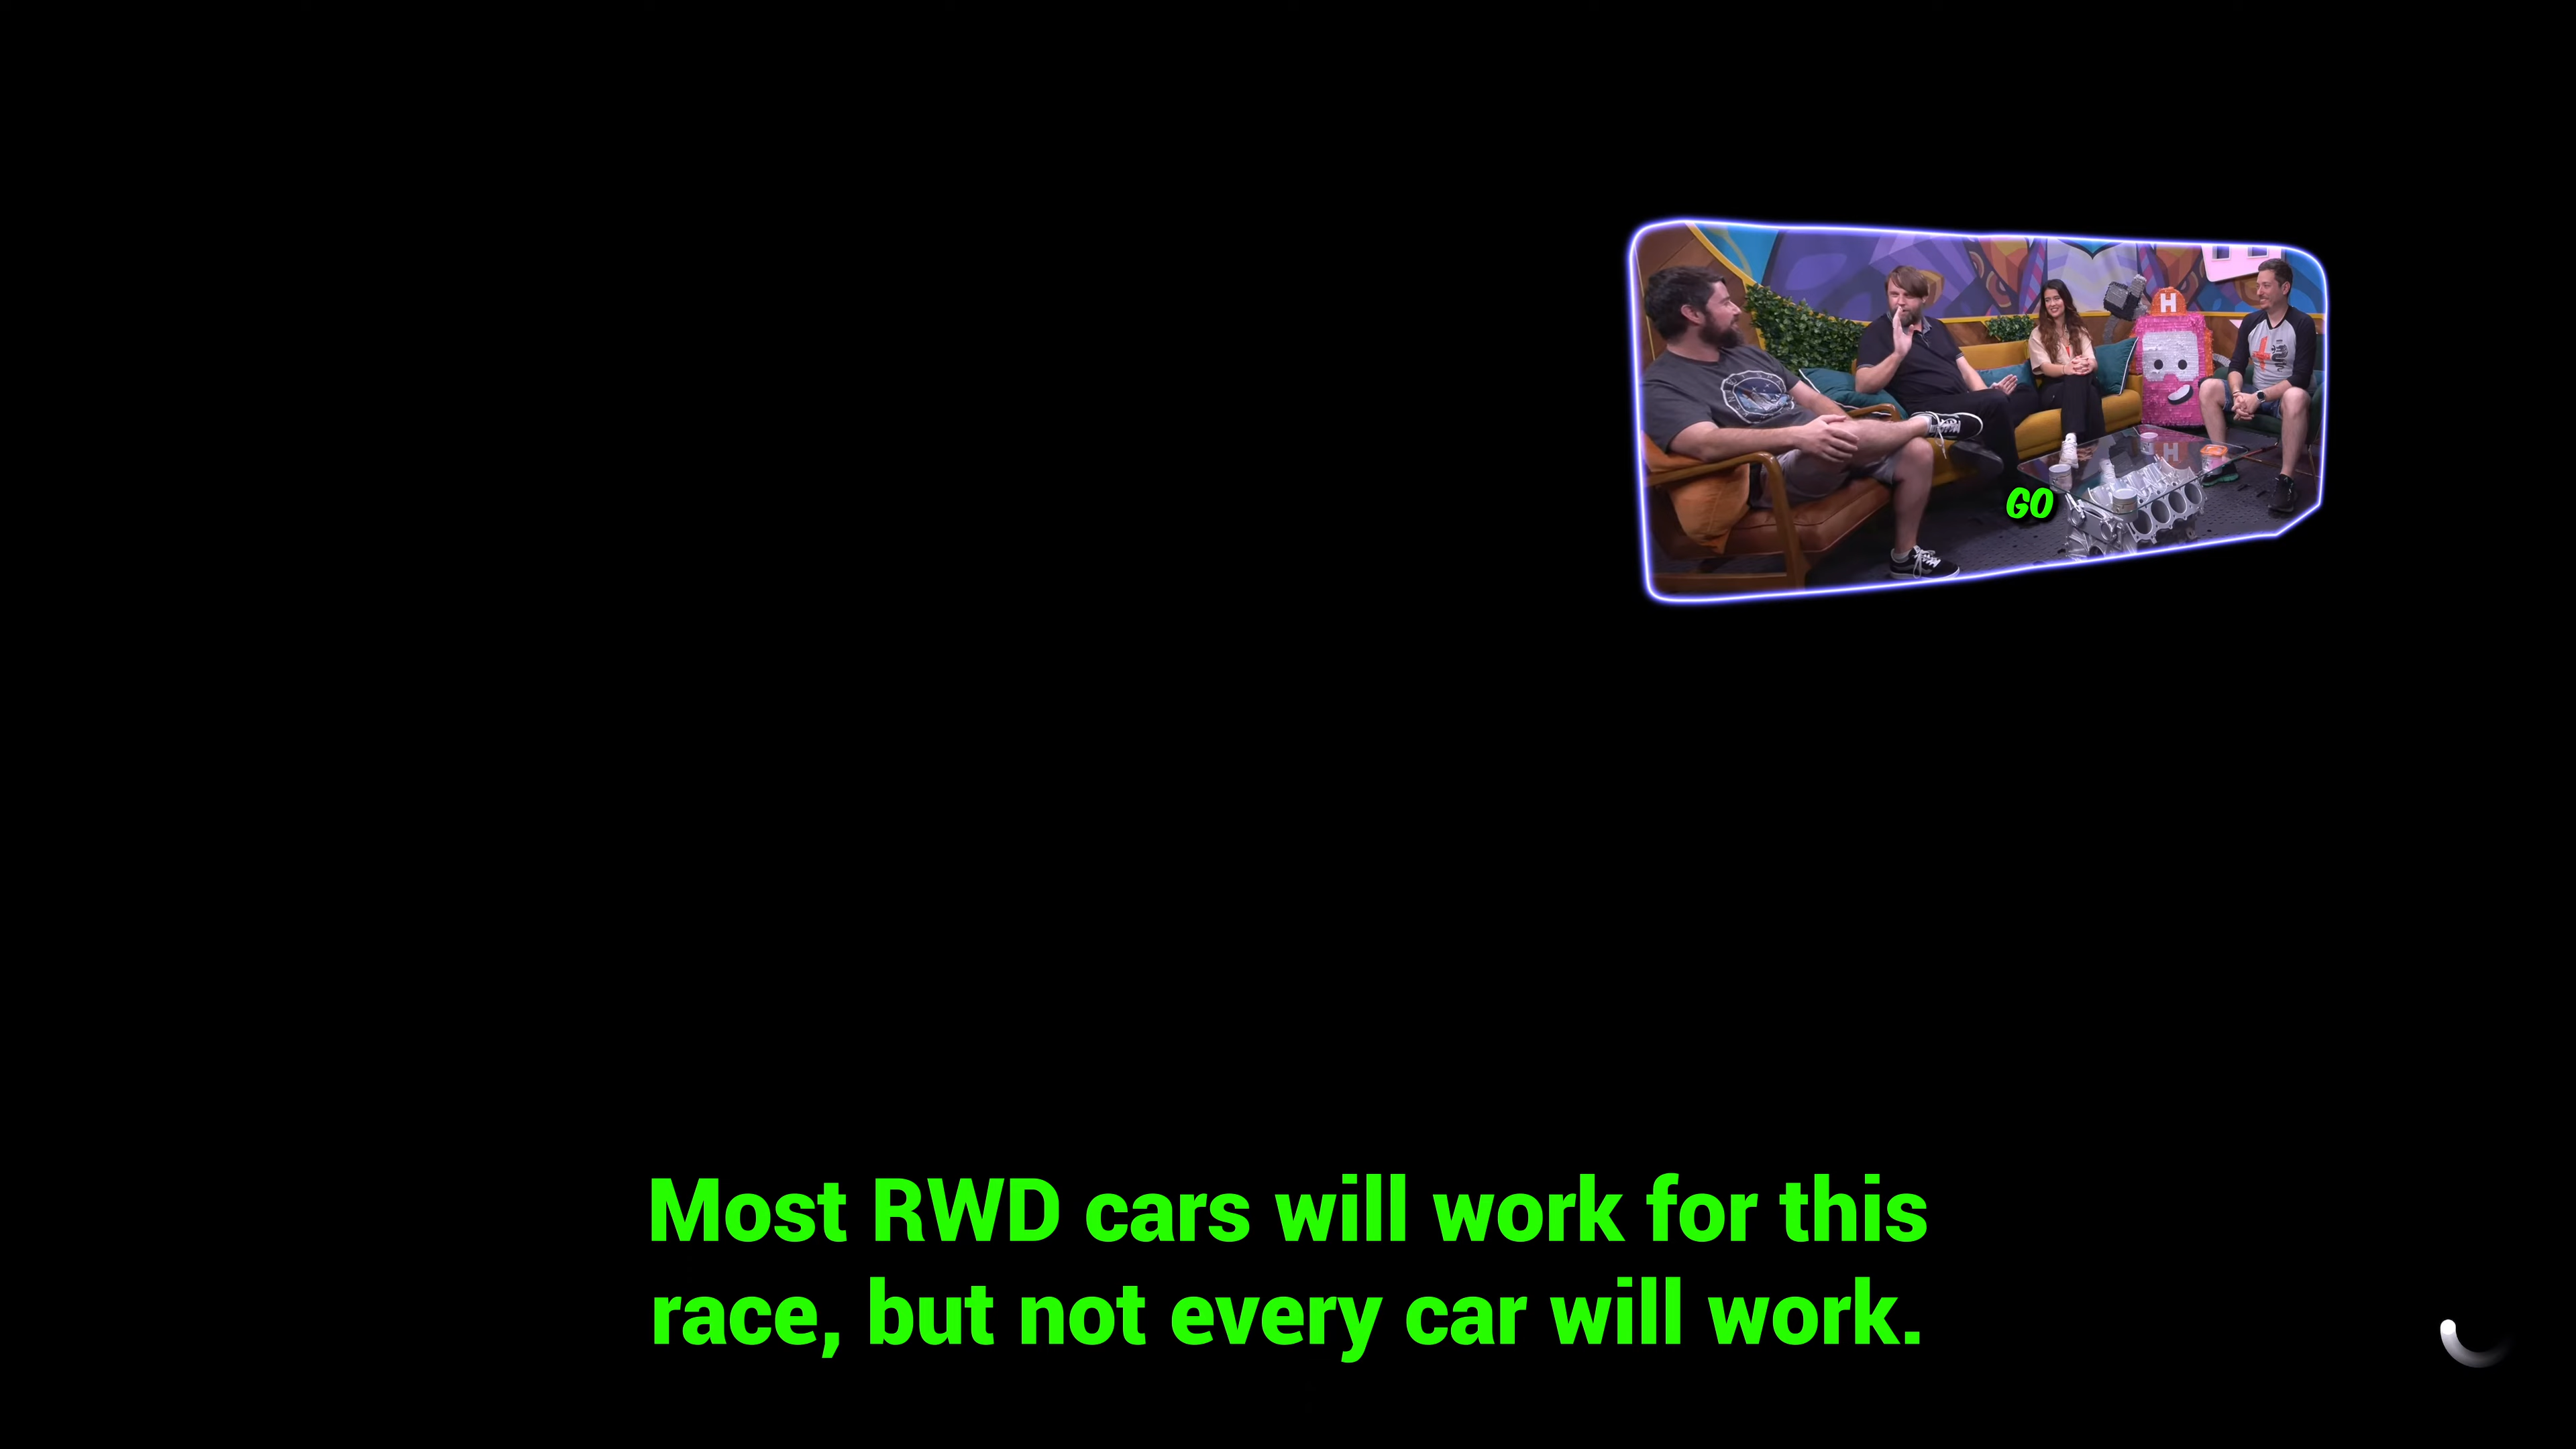 H
GO
H
Most RWD cars will work for this
race, but not every car will work.